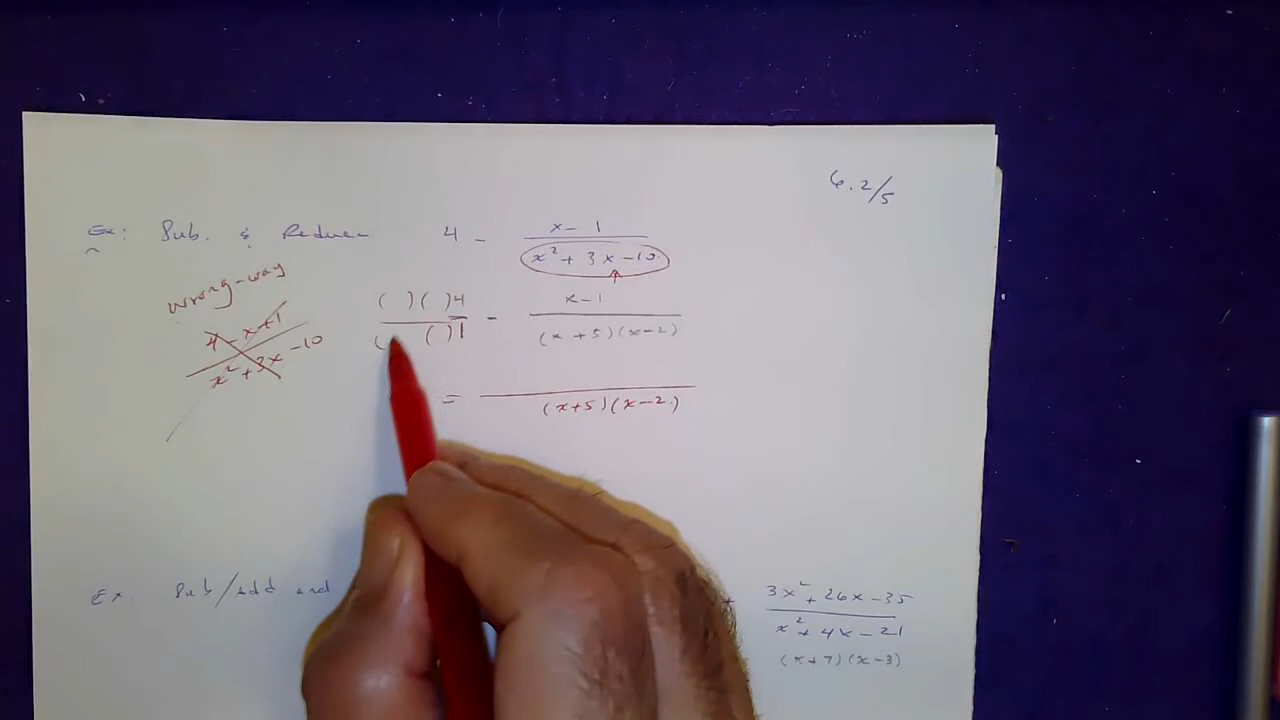 6.2/5
Ex: Sub. & Reduce 4 - (x-1)/(x²+3x-10)
wrong-way
(4-x+1)/(x²+3x-10)
(( )( )4)/(( )( )1) - (x-1)/((x+5)(x-2))
= /((x+5)(x-2))
Ex Sub/add and
+ (3x²+26x-35)/(x²+4x-21)
(x+7)(x-3)